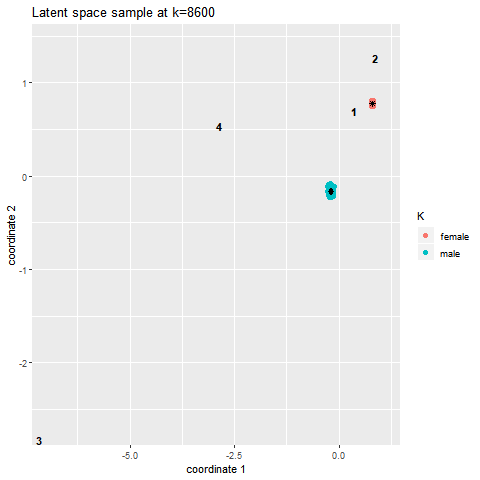 Latent space sample at k=8600
2
1
4
3
1
0
-1
-2
coordinate 2
-5.0
-2.5
0.0
coordinate 1
K
female
male